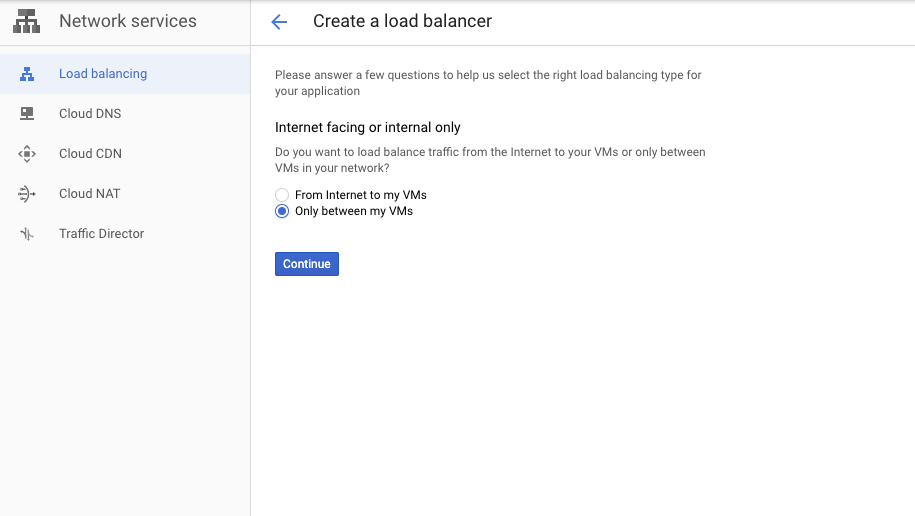 Network services
Load balancing
Cloud DNS
Cloud CDN
Cloud NAT
Traffic Director
Create a load balancer
Please answer a few questions to help us select the right load balancing type for
your application
Internet facing or internal only
Do you want to load balance traffic from the Internet to your VMs or only between
VMs in your network?
From Internet to my VMs
Only between my VMs
Continue